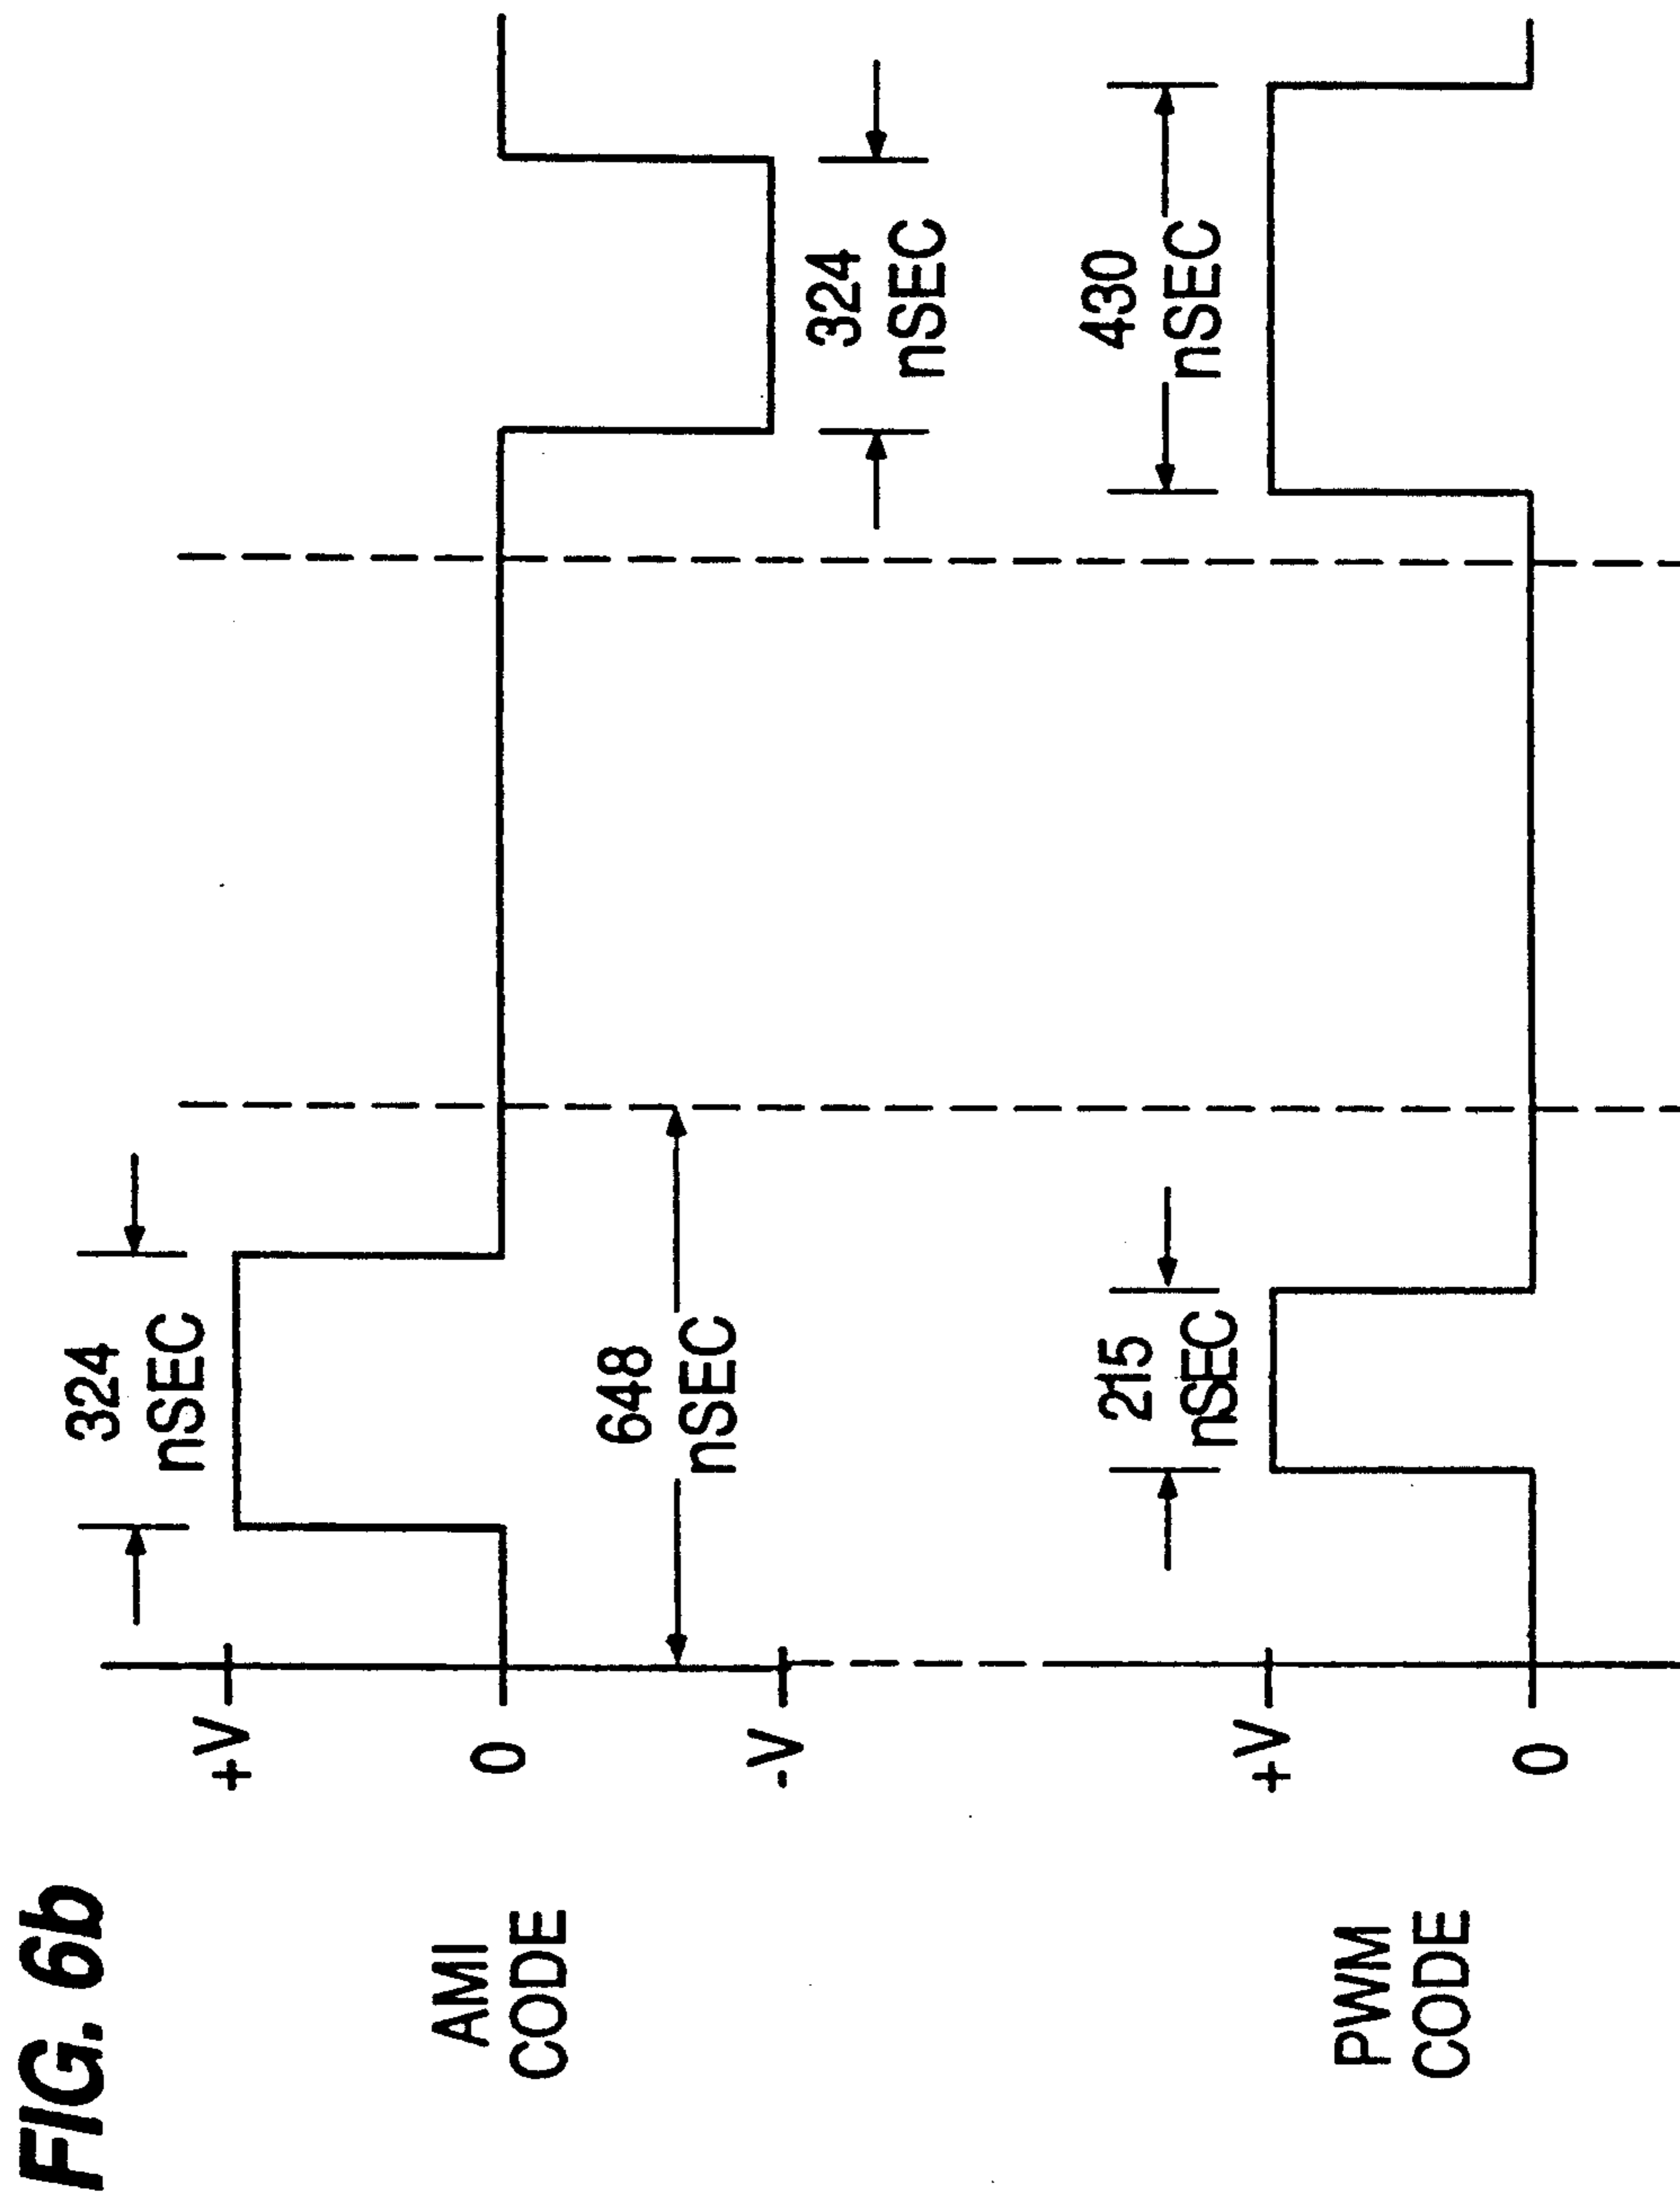 FIG. 6b
AMI
CODE
+V
0
-V
324
nSEC
648
nSEC
324
nSEC
PWM
CODE
+V
0
215
nSEC
430
nSEC